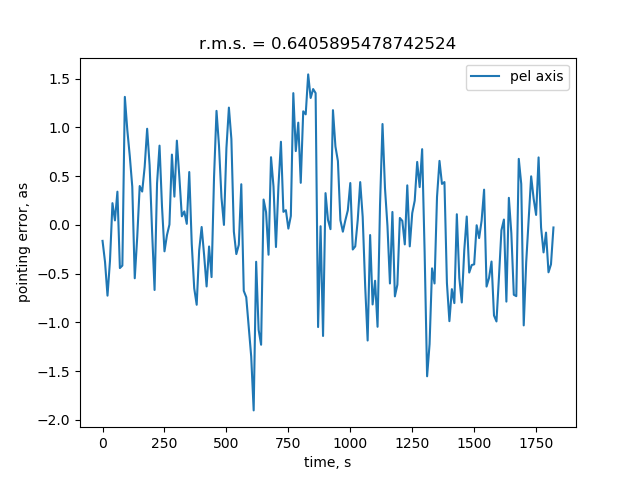 r.m.s. = 0.6405895478742524
pel axis
pointing error, as
1.5
1.0
0.5
0.0
−0.5
−1.0
−1.5
−2.0
0 250 500 750 1000 1250 1500 1750
time, s